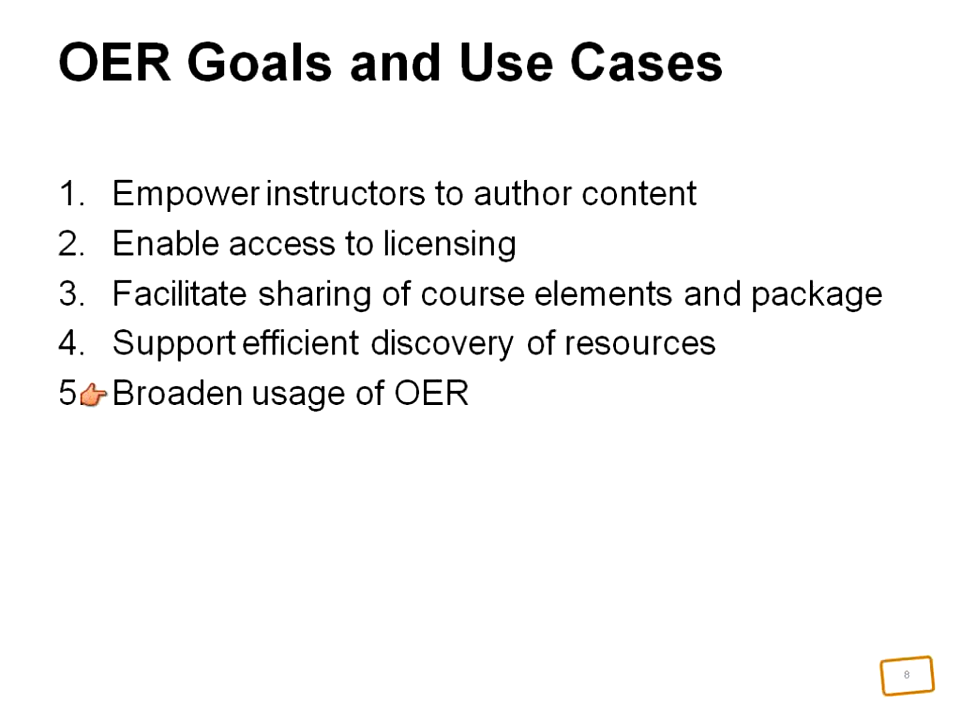 OER Goals and Use Cases
1. Empower instructors to author content
2. Enable access to licensing
3. Facilitate sharing of course elements and package
4. Support efficient discovery of resources
5. Broaden usage of OER
8